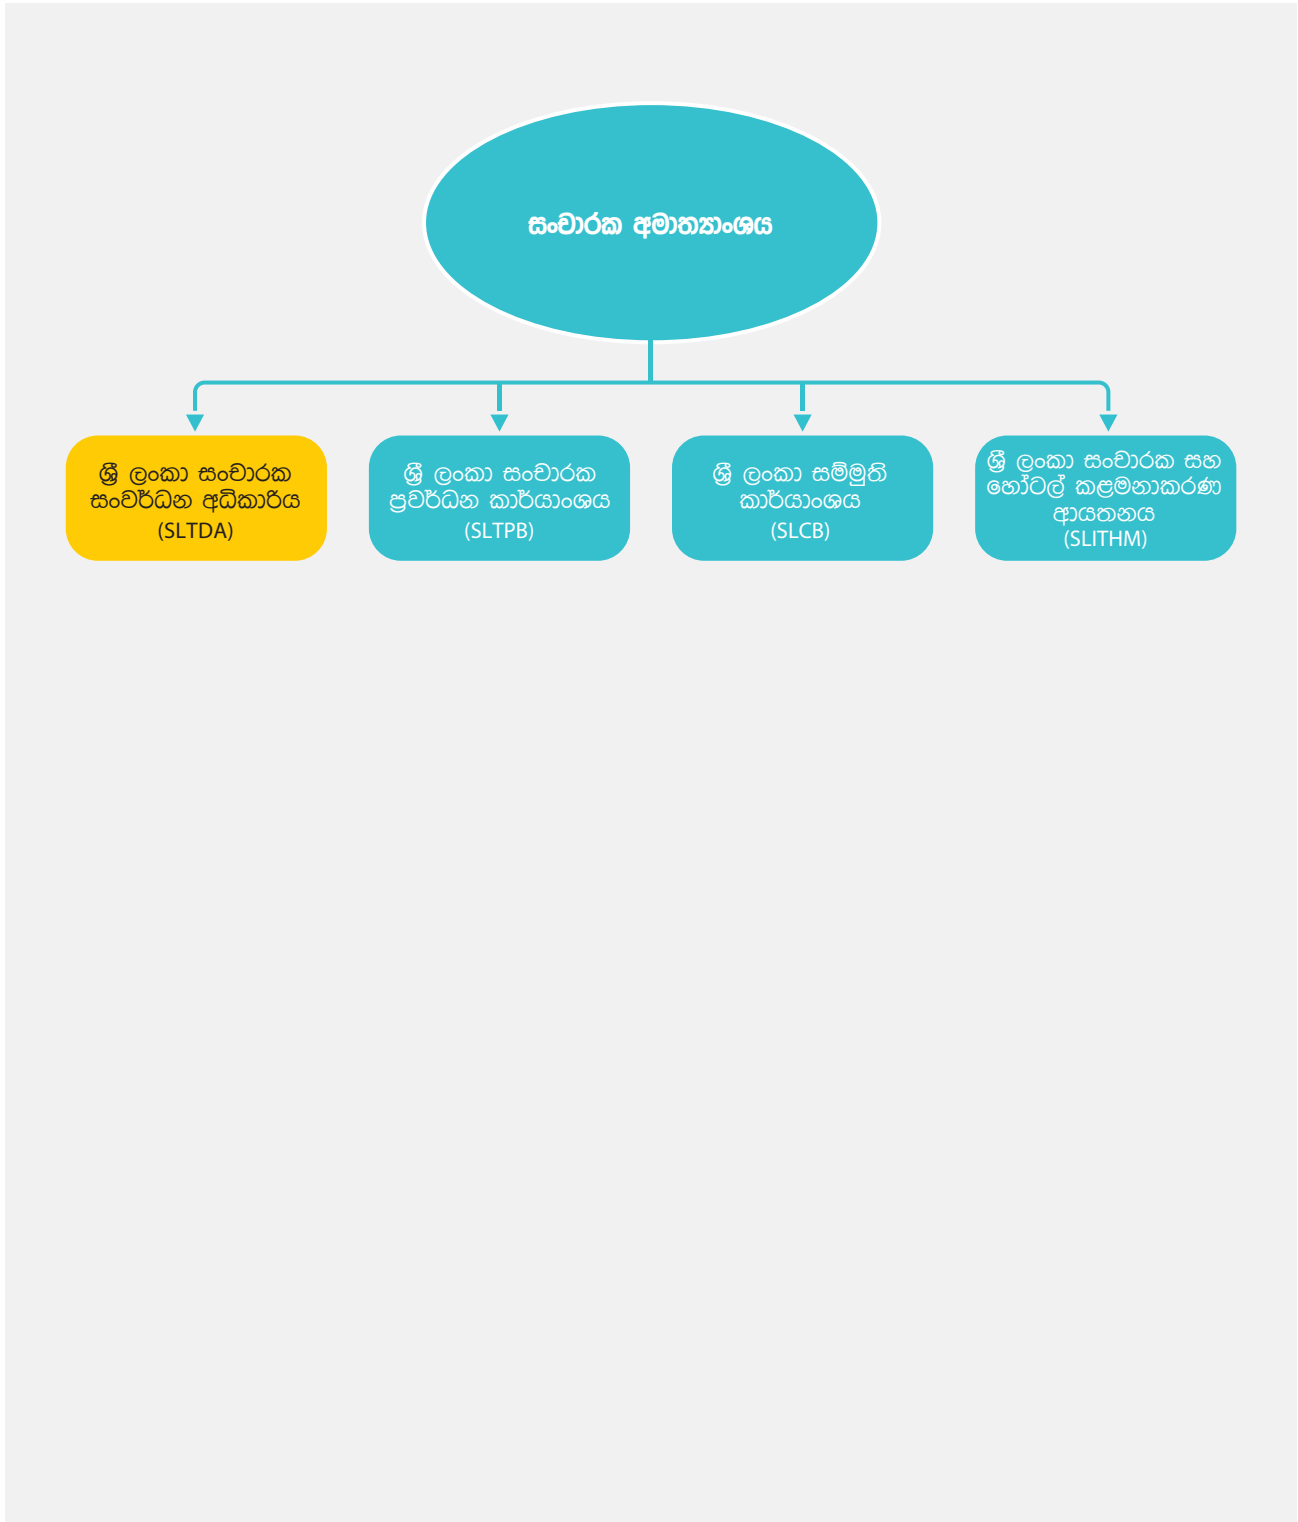 සංචාරක අමාත්‍යාංශය
ශ්‍රී ලංකා සංචාරක
සංවර්ධන අධිකාරිය
(SLTDA)
ශ්‍රී ලංකා සංචාරක
ප්‍රවර්ධන කාර්යාංශය
(SLTPB)
ශ්‍රී ලංකා සම්මුති
කාර්යාංශය
(SLCB)
ශ්‍රී ලංකා සංචාරක සහ
හෝටල් කළමනාකරණ
ආයතනය
(SLITHM)